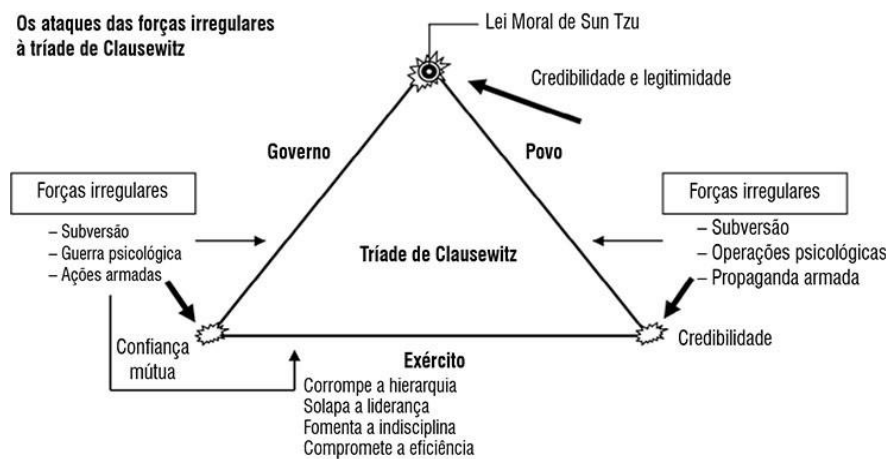 Os ataques das forças irregulares
à tríade de Clausewitz
Lei Moral de Sun Tzu
Credibilidade e legitimidade
Governo
Povo
Forças irregulares
– Subversão
– Guerra psicológica
– Ações armadas
Tríade de Clausewitz
Forças irregulares
– Subversão
– Operações psicológicas
– Propaganda armada
Confiança
mútua
Credibilidade
Exército
Corrompe a hierarquia
Solapa a liderança
Fomenta a indisciplina
Compromete a eficiência